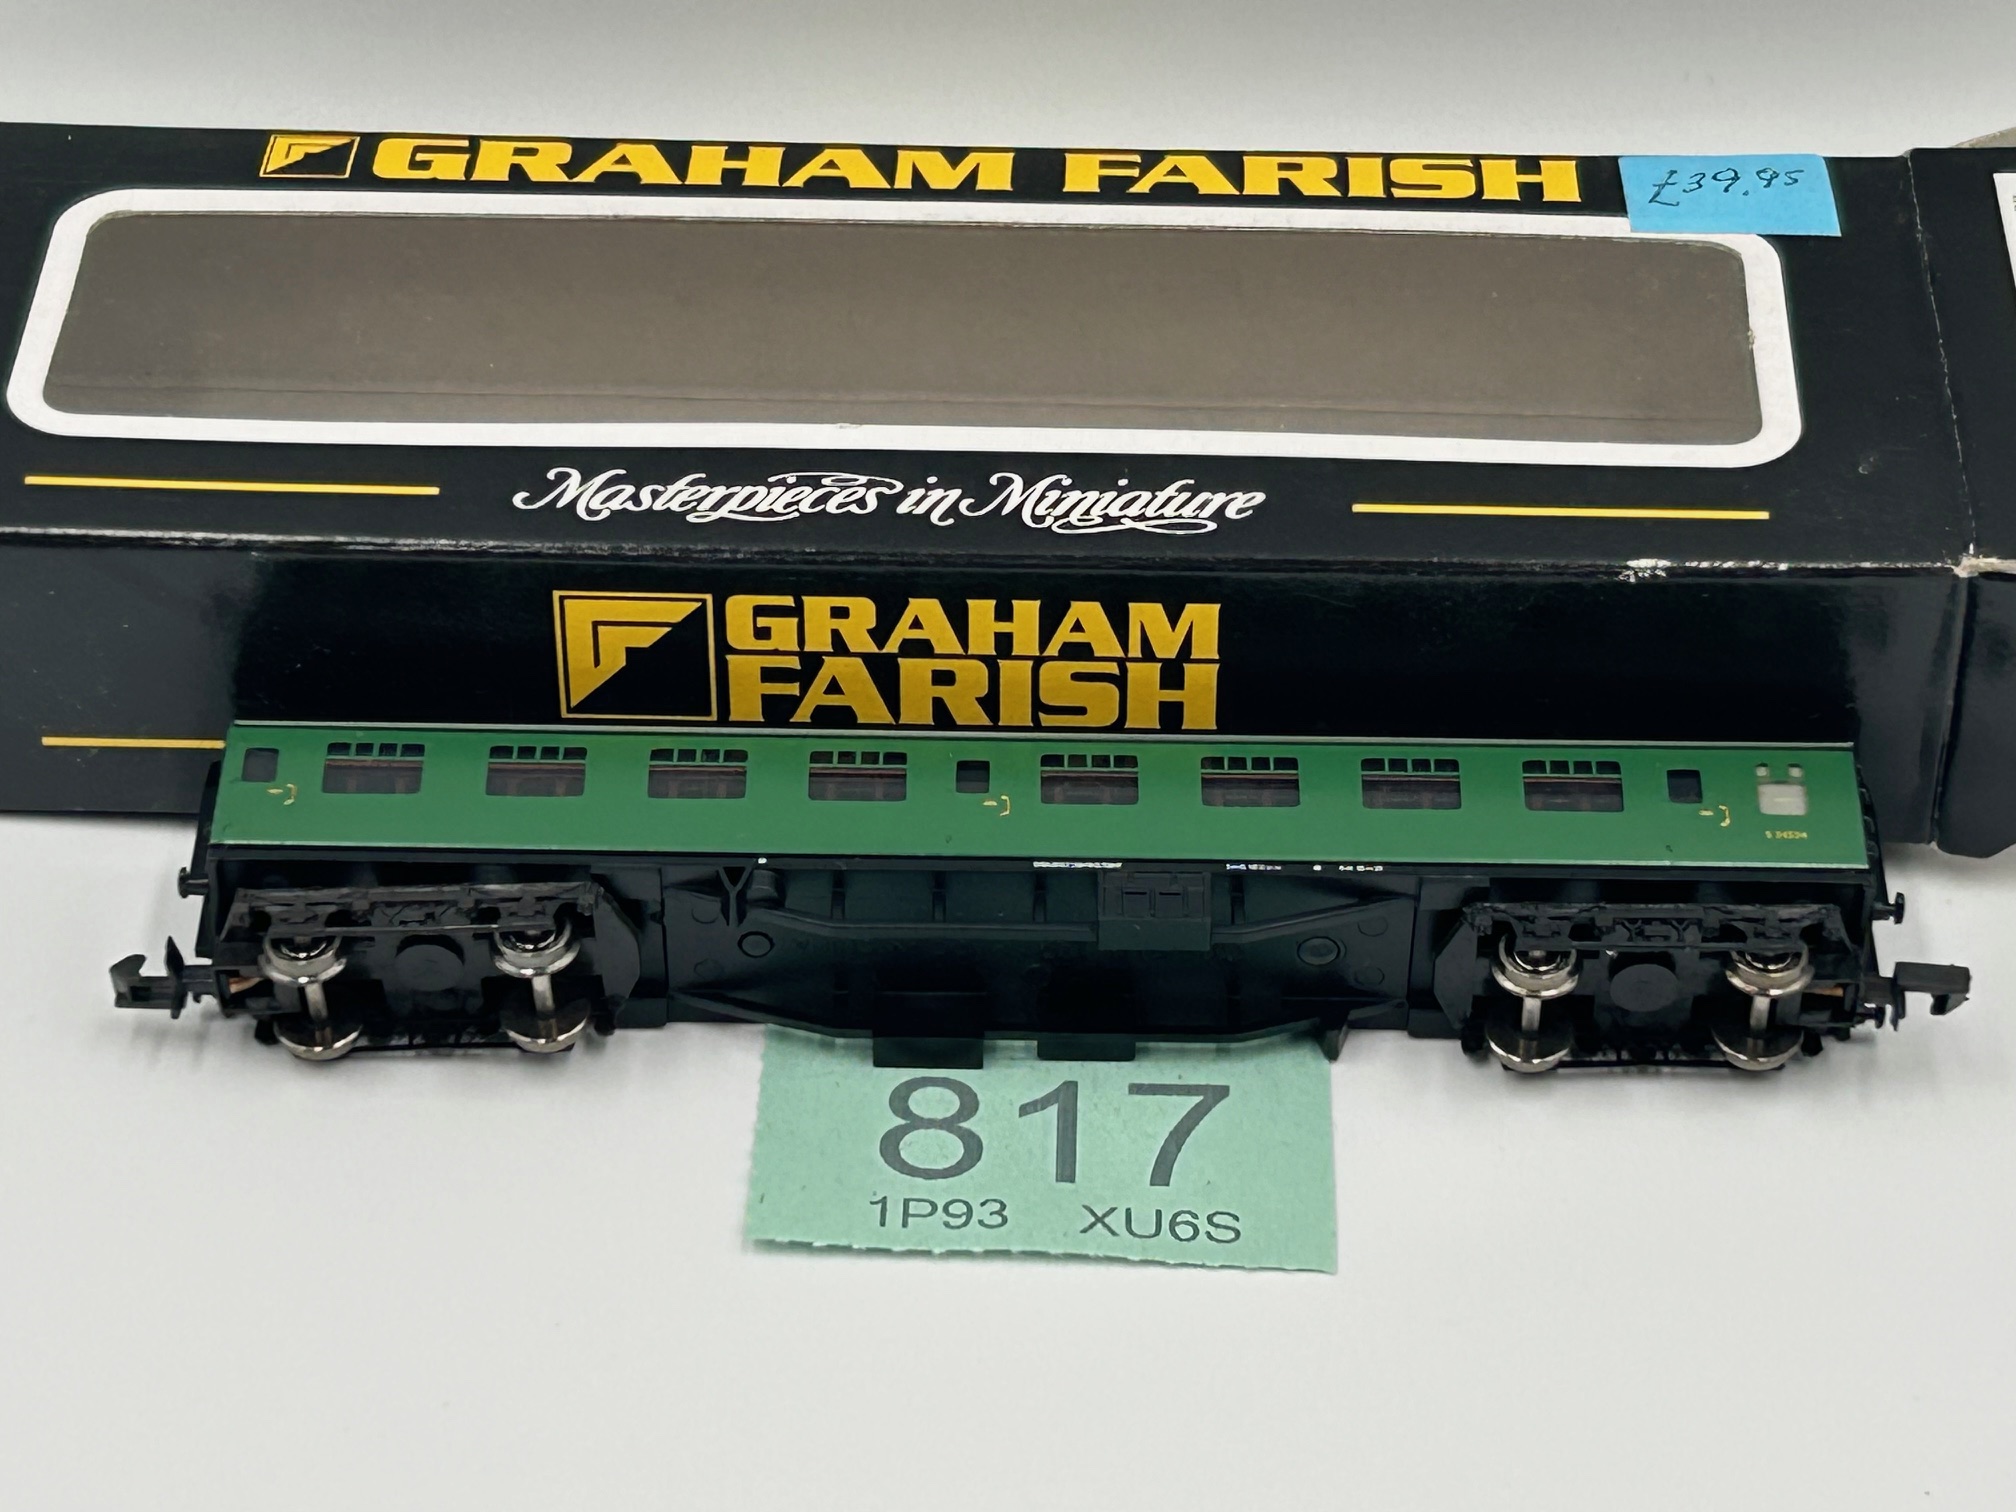 GRAHAM FARISH
£39.95
Masterpieces in Miniature
GRAHAM
FARISH
817
1P93 XU6S